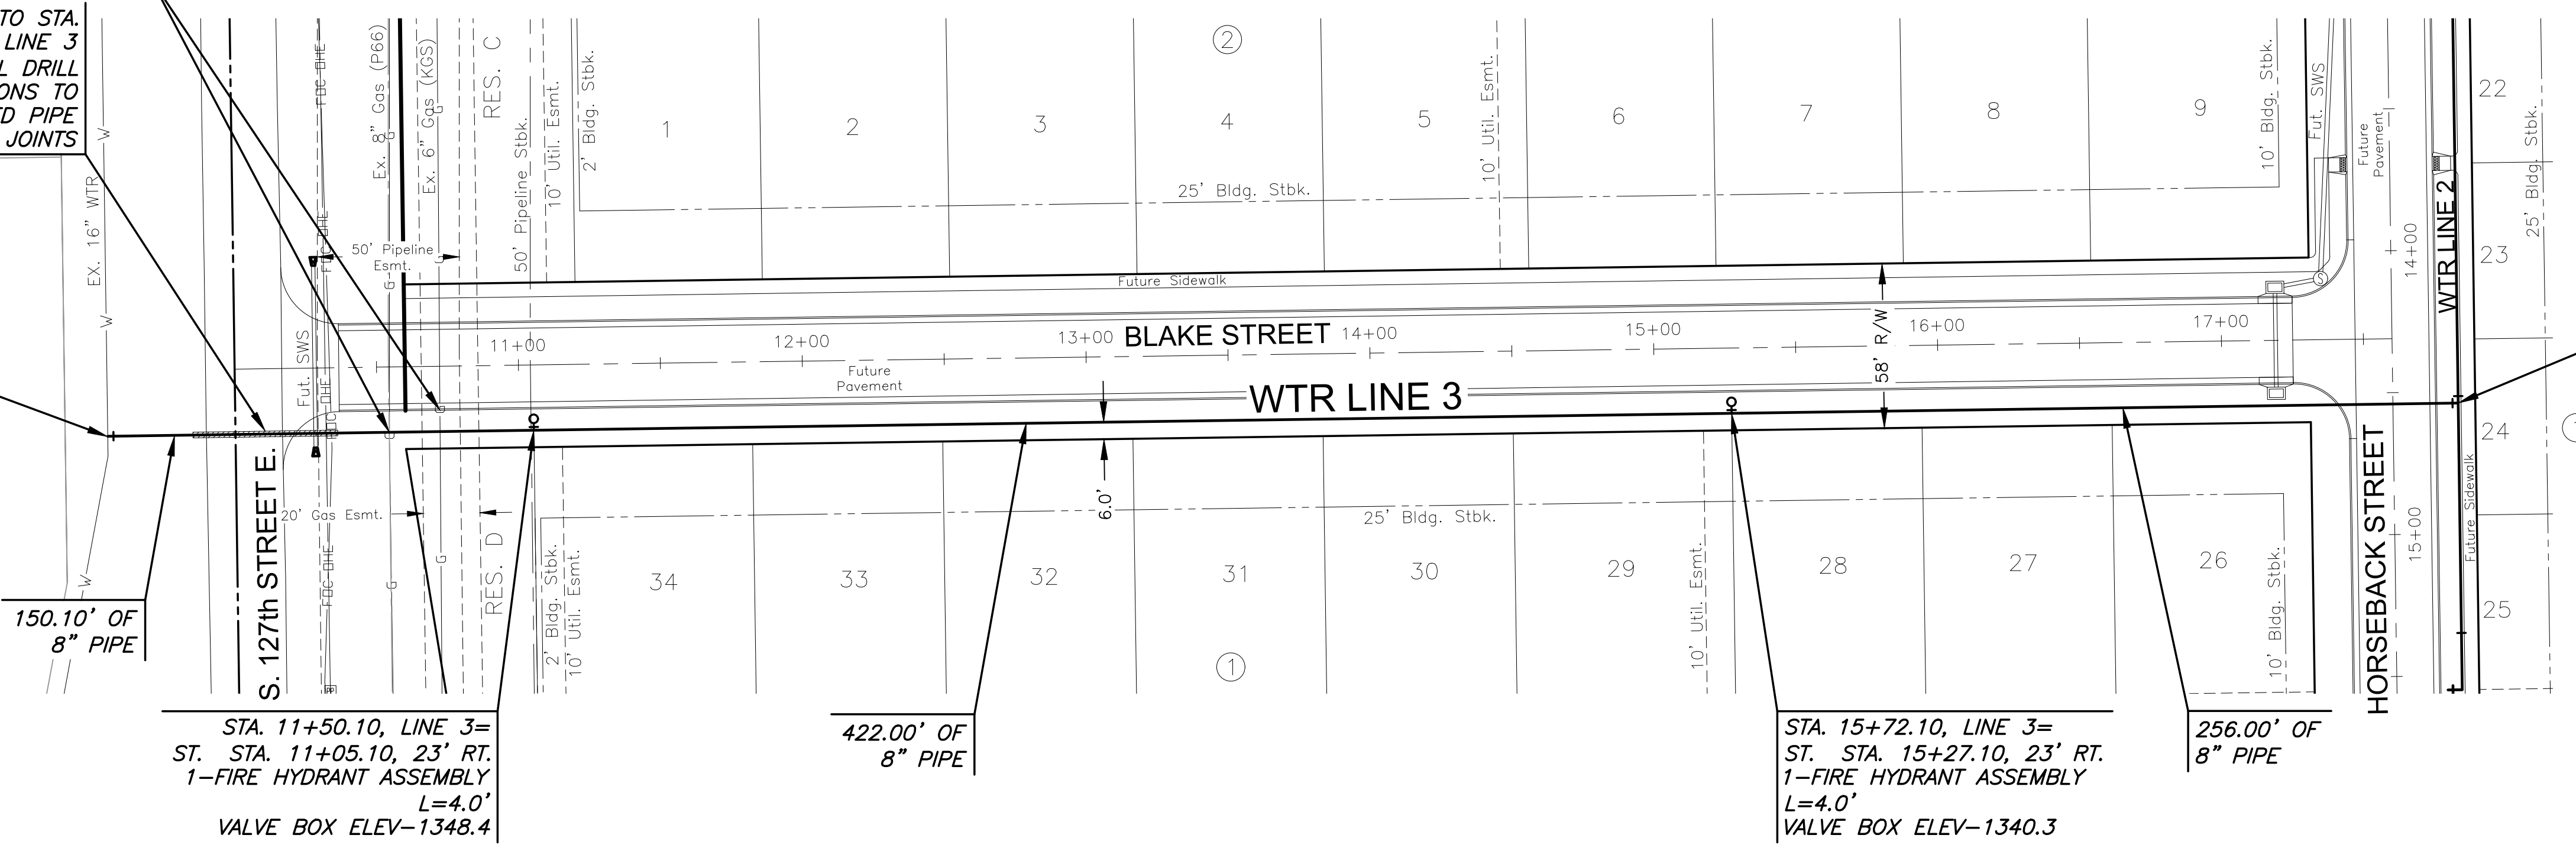 TO STA.
LINE 3
L DRILL
ONS TO
ED PIPE
JOINTS
EX. 16" WTR
W
W
W
W
W
FOC OHE
FOC OHE
FOC OHE
FOC OHE
Ex. 8" Gas (P66)
Ex. 6" Gas (KGS)
G
G
G
G
G
G
RES. C
50' Pipeline Stbk.
10' Util. Esmt.
2' Bldg. Stbk.
50' Pipeline
Esmt.
Fut. SWS
2
1
2
3
4
5
6
7
8
9
10' Util. Esmt.
25' Bldg. Stbk.
10' Bldg. Stbk.
Fut. SWS
Future
Pavement
14+00
WTR LINE 2
22
25' Bldg. Stbk.
23
S
Future Sidewalk
11+00
12+00
13+00
BLAKE STREET
14+00
15+00
16+00
17+00
Future
Pavement
58' R/W
WTR LINE 3
6.0'
20' Gas Esmt.
S. 127th STREET E.
RES. D
2' Bldg. Stbk.
10' Util. Esmt.
25' Bldg. Stbk.
34
33
32
31
30
29
28
27
26
10' Util. Esmt.
10' Bldg. Stbk.
HORSEBACK STREET
15+00
Future Sidewalk
24
25
1
150.10' OF
8" PIPE
STA. 11+50.10, LINE 3=
ST. STA. 11+05.10, 23' RT.
1-FIRE HYDRANT ASSEMBLY
L=4.0'
VALVE BOX ELEV-1348.4
422.00' OF
8" PIPE
STA. 15+72.10, LINE 3=
ST. STA. 15+27.10, 23' RT.
1-FIRE HYDRANT ASSEMBLY
L=4.0'
VALVE BOX ELEV-1340.3
256.00' OF
8" PIPE